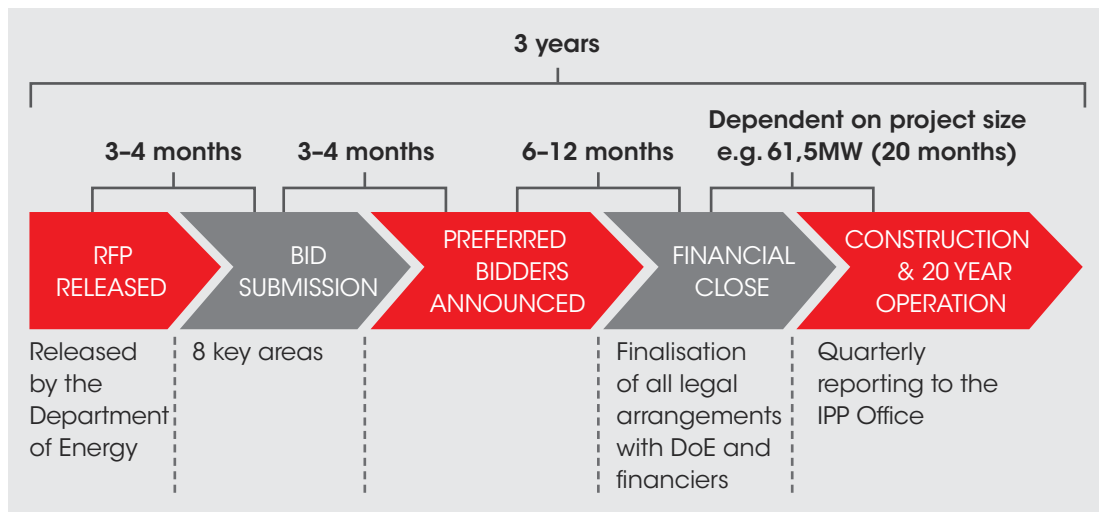 3 years
3–4 months
3–4 months
6–12 months
Dependent on project size
e.g. 61,5MW (20 months)
RFP
RELEASED
BID
SUBMISSION
PREFERRED
BIDDERS
ANNOUNCED
FINANCIAL
CLOSE
CONSTRUCTION
& 20 YEAR
OPERATION
Released
by the
Department
of Energy
8 key areas
Finalisation
of all legal
arrangements
with DoE and
financiers
Quarterly
reporting to the
IPP Office